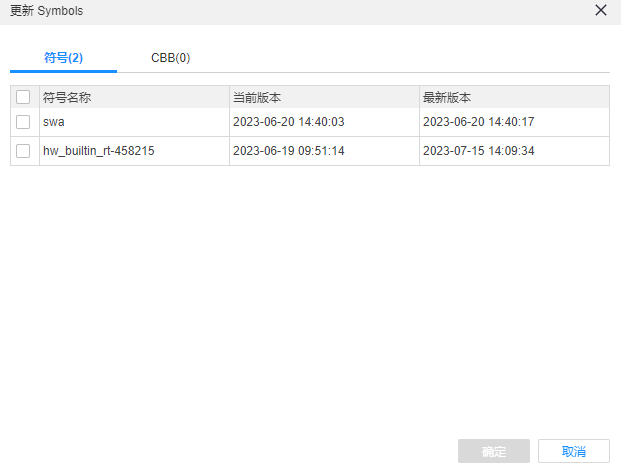 更新 Symbols
符号(2) CBB(0)
符号名称 当前版本 最新版本
swa 2023-06-20 14:40:03 2023-06-20 14:40:17
hw_builtin_rt-458215 2023-06-19 09:51:14 2023-07-15 14:09:34
确定 取消